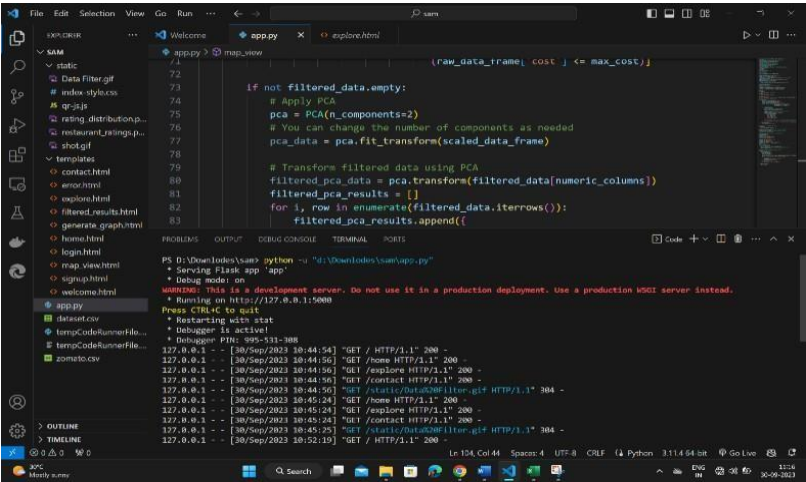 File Edit Selection View Go Run ... sam
EXPLORER ...
SAM
static
Data Filter.gif
# index-style.css
JS qr-js.js
rating_distribution.p...
restaurant_ratings.p...
shot.gif
templates
<> contact.html
<> error.html
<> explore.html
<> filtered_results.html
<> generate_graph.html
<> home.html
<> login.html
<> map_view.html
<> signup.html
<> welcome.html
app.py
dataset.csv
tempCodeRunnerFile....
tempCodeRunnerFile....
zomato.csv
OUTLINE
TIMELINE
Welcome app.py × <> explore.html
app.py > map_view
71 (raw_data_frame[ cost ] <= max_cost)]
72
73 if not filtered_data.empty:
74 # Apply PCA
75 pca = PCA(n_components=2)
76 # You can change the number of components as needed
77 pca_data = pca.fit_transform(scaled_data_frame)
78
79 # Transform filtered data using PCA
80 filtered_pca_data = pca.transform(filtered_data[numeric_columns])
81 filtered_pca_results = []
82 for i, row in enumerate(filtered_data.iterrows()):
83 filtered_pca_results.append({
PROBLEMS OUTPUT DEBUG CONSOLE TERMINAL PORTS Code
PS D:\Downlodes\sam> python -u "d:\Downlodes\sam\app.py"
* Serving Flask app 'app'
* Debug mode: on
WARNING: This is a development server. Do not use it in a production deployment. Use a production WSGI server instead.
* Running on http://127.0.0.1:5000
Press CTRL+C to quit
* Restarting with stat
* Debugger is active!
* Debugger PIN: 995-531-308
127.0.0.1 - - [30/Sep/2023 10:44:54] "GET / HTTP/1.1" 200 -
127.0.0.1 - - [30/Sep/2023 10:44:56] "GET /home HTTP/1.1" 200 -
127.0.0.1 - - [30/Sep/2023 10:44:56] "GET /explore HTTP/1.1" 200 -
127.0.0.1 - - [30/Sep/2023 10:44:56] "GET /contact HTTP/1.1" 200 -
127.0.0.1 - - [30/Sep/2023 10:44:56] "GET /static/Data%20Filter.gif HTTP/1.1" 304 -
127.0.0.1 - - [30/Sep/2023 10:45:24] "GET /home HTTP/1.1" 200 -
127.0.0.1 - - [30/Sep/2023 10:45:24] "GET /explore HTTP/1.1" 200 -
127.0.0.1 - - [30/Sep/2023 10:45:24] "GET /contact HTTP/1.1" 200 -
127.0.0.1 - - [30/Sep/2023 10:45:25] "GET /static/Data%20Filter.gif HTTP/1.1" 304 -
127.0.0.1 - - [30/Sep/2023 10:52:19] "GET / HTTP/1.1" 200 -
0 0 0 Ln 104, Col 49 Spaces: 4 UTF-8 CRLF Python 3.11.4 64-bit Go Live
30°C
Mostly sunny
Search
ENG
IN
11:16
30-09-2023